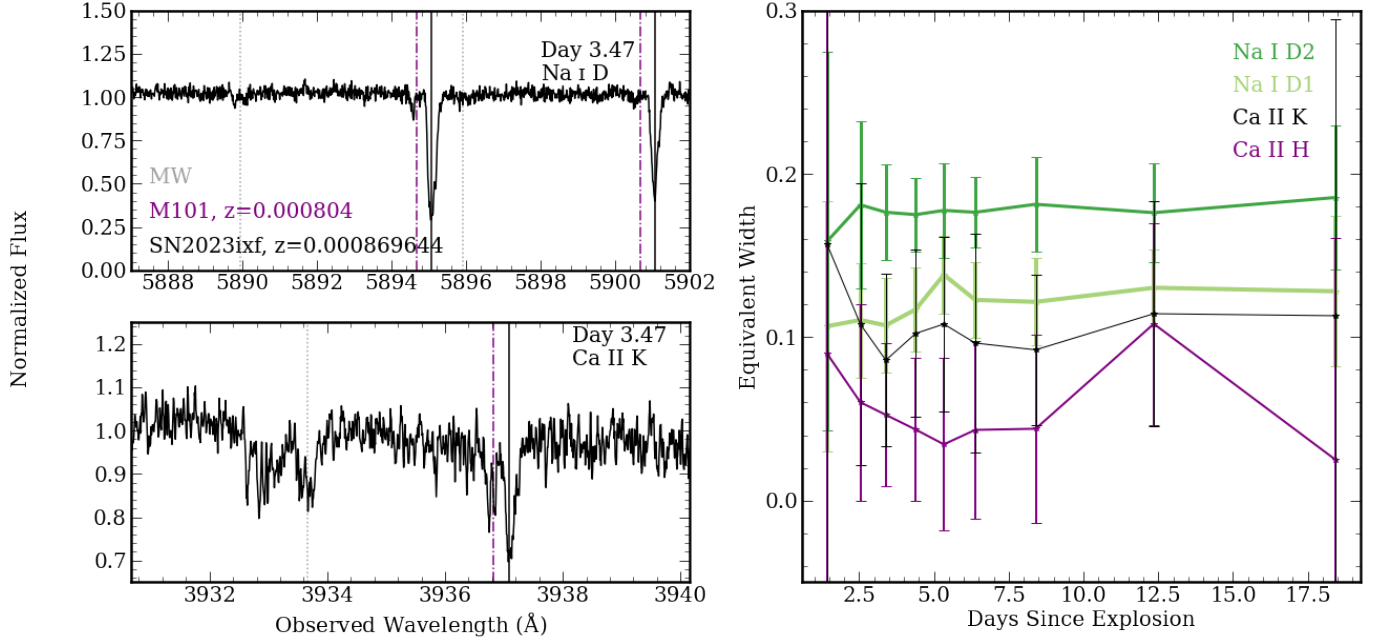 Normalized Flux
1.50
1.25
1.00
0.75
0.50
0.25
0.00
Day 3.47
Na I D
MW
M101, z=0.000804
SN2023ixf, z=0.000869644
5888 5890 5892 5894 5896 5898 5900 5902
1.2
1.1
1.0
0.9
0.8
0.7
Day 3.47
Ca II K
3932 3934 3936 3938 3940
Observed Wavelength (Å)
Equivalent Width
0.3
0.2
0.1
0.0
Na I D2
Na I D1
Ca II K
Ca II H
2.5 5.0 7.5 10.0 12.5 15.0 17.5
Days Since Explosion